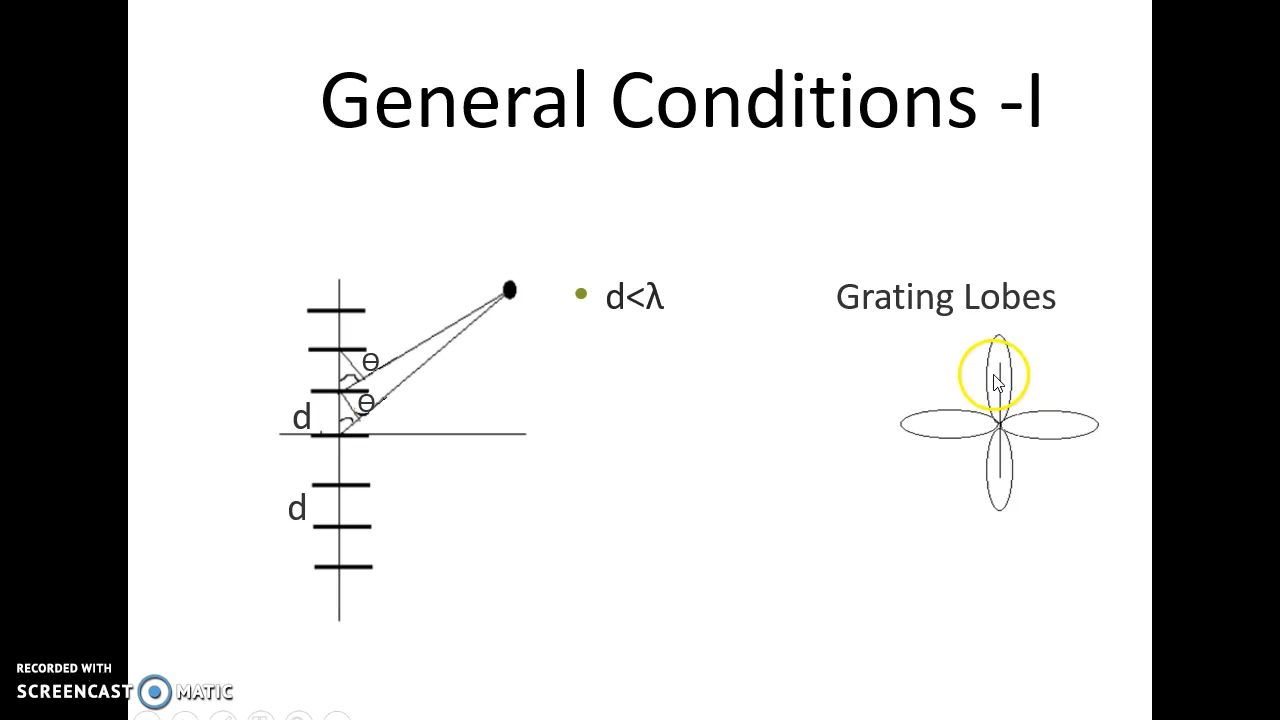 General Conditions -I
• d<λ
Grating Lobes
Ө
Ө
d
d
RECORDED WITH
SCREENCAST MATIC